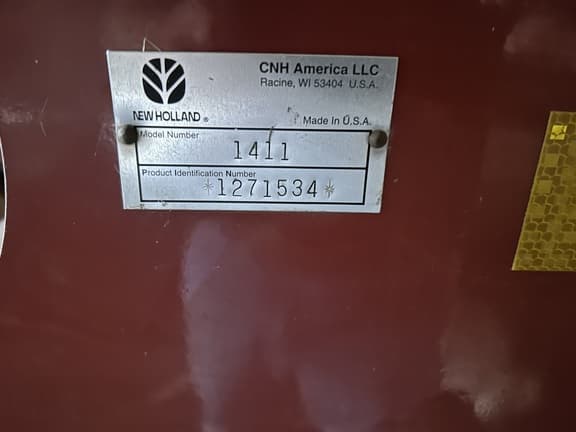 CNH America LLC
Racine, WI 53404 U.S.A.
NEW HOLLAND ®
Made in U.S.A.
Model Number
1411
Product Identification Number
*1271534*